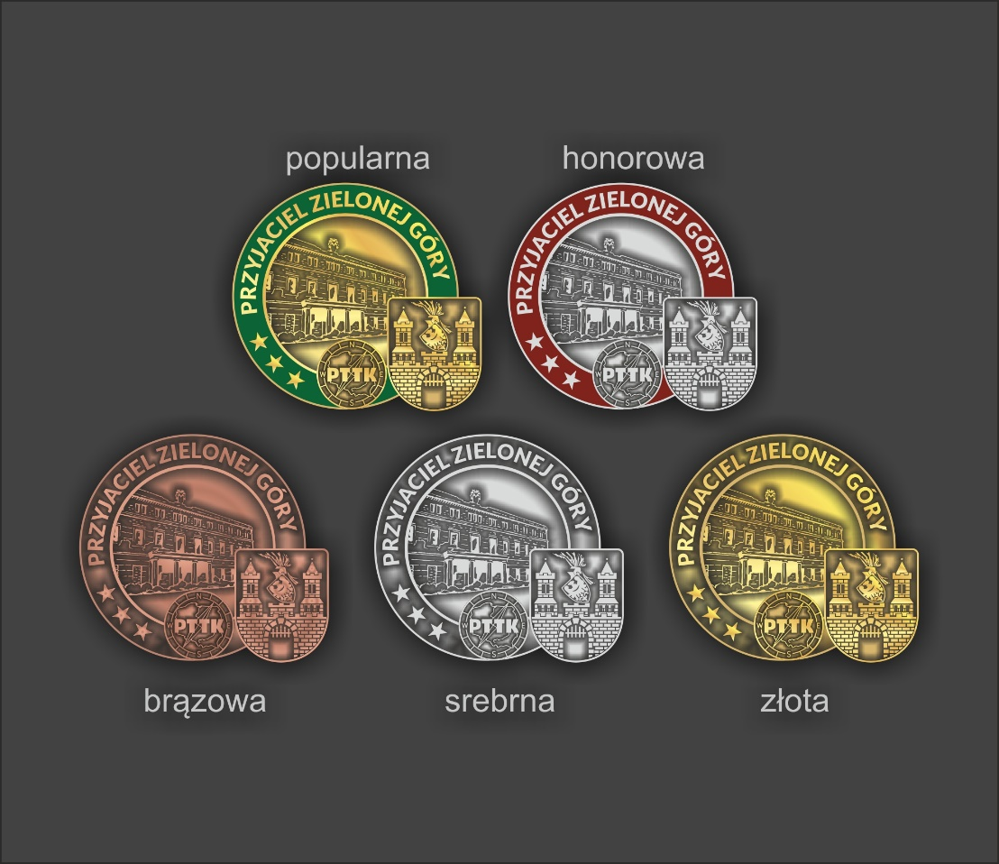 popularna
honorowa
PRZYJACIEL ZIELONEJ GÓRY
N
W
PTTK
E
S
PRZYJACIEL ZIELONEJ GÓRY
N
W
PTTK
E
S
PRZYJACIEL ZIELONEJ GÓRY
N
W
PTTK
E
S
PRZYJACIEL ZIELONEJ GÓRY
N
W
PTTK
E
S
PRZYJACIEL ZIELONEJ GÓRY
N
W
PTTK
E
S
brązowa
srebrna
złota